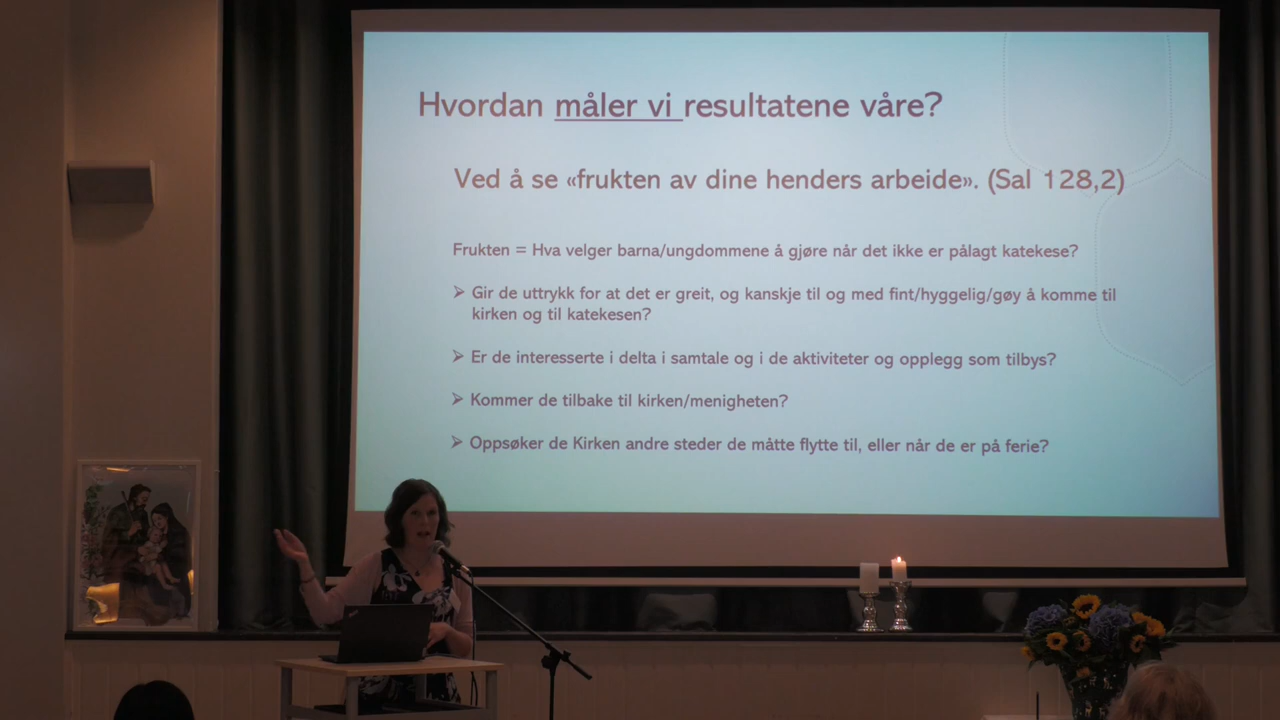 Hvordan måler vi resultatene våre?
Ved å se «frukten av dine henders arbeide». (Sal 128,2)
Frukten = Hva velger barna/ungdommene å gjøre når det ikke er pålagt katekese?
➢ Gir de uttrykk for at det er greit, og kanskje til og med fint/hyggelig/gøy å komme til
kirken og til katekesen?
➢ Er de interesserte i delta i samtale og i de aktiviteter og opplegg som tilbys?
➢ Kommer de tilbake til kirken/menigheten?
➢ Oppsøker de Kirken andre steder de måtte flytte til, eller når de er på ferie?